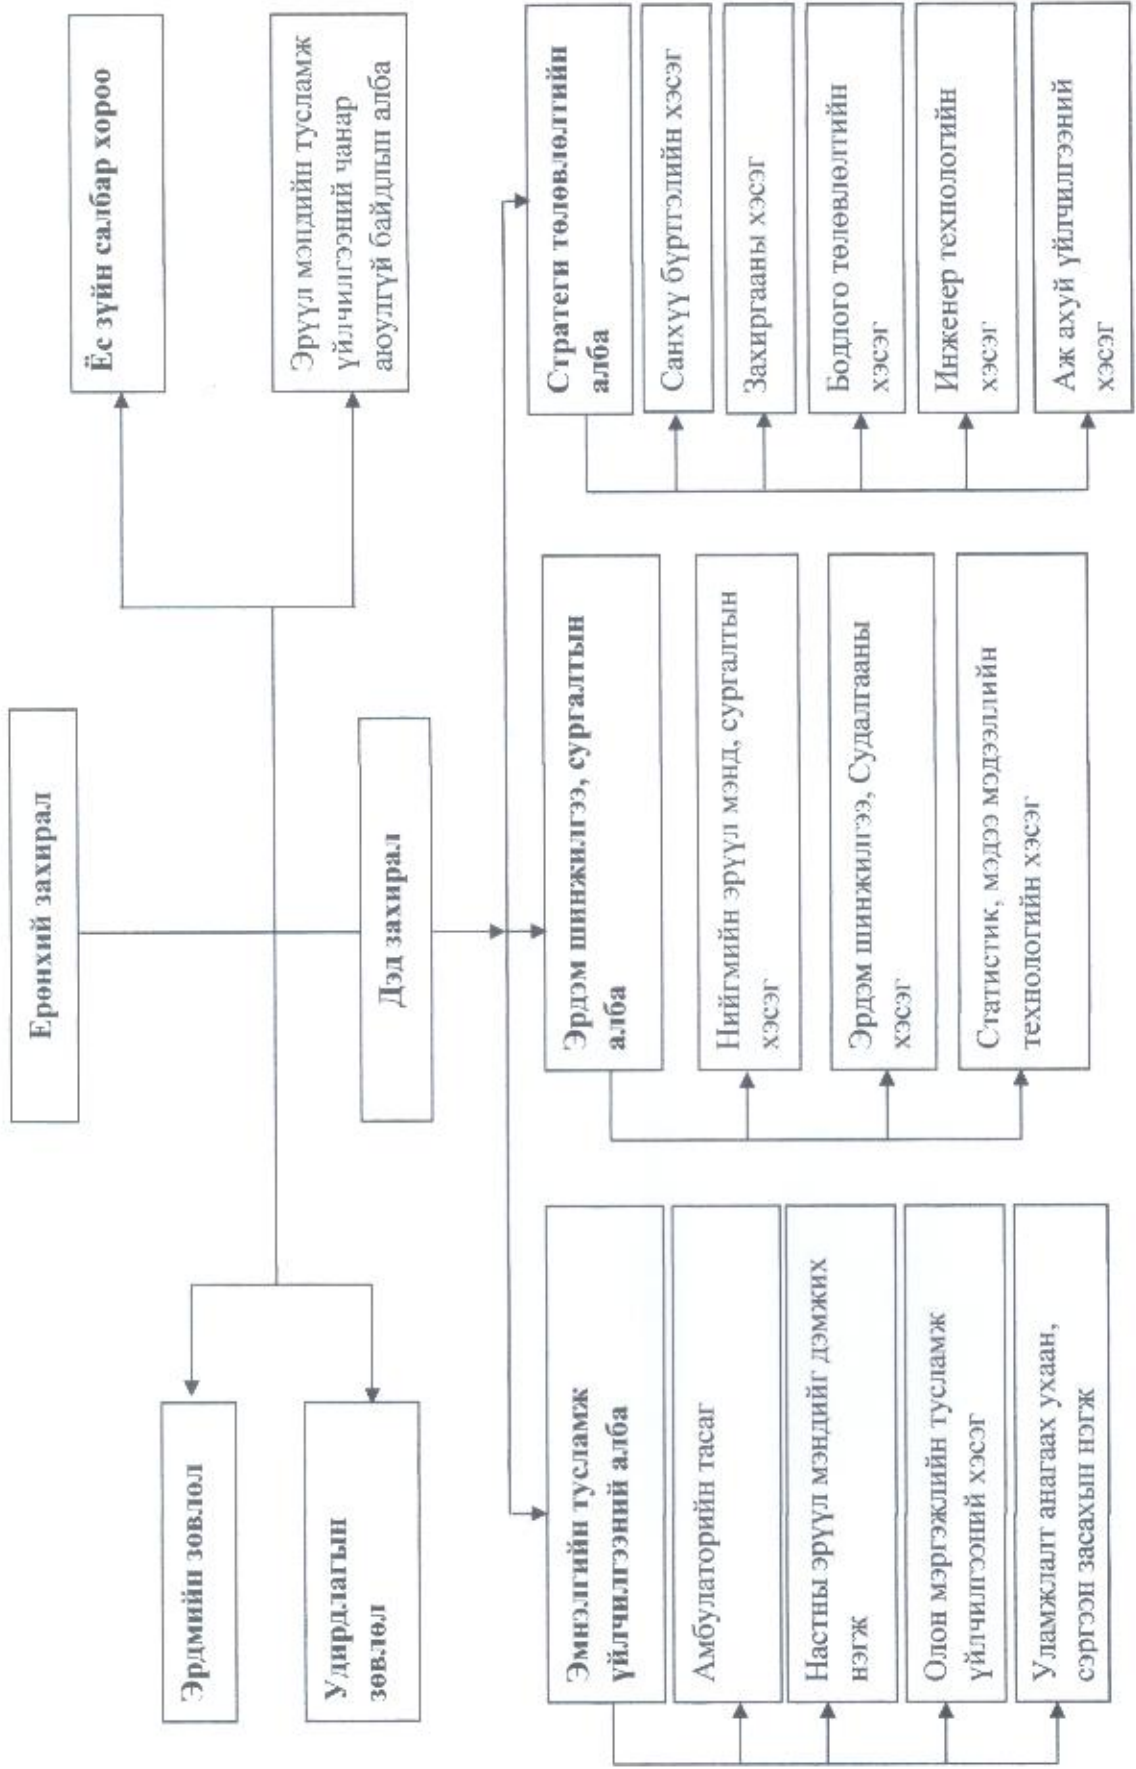 Ерөнхий захирал
Эрдмийн зөвлөл
Удирдлагын
зөвлөл
Ёс зүйн салбар хороо
Эрүүл мэндийн тусламж
үйлчилгээний чанар
аюулгүй байдлын алба
Дэд захирал
Эмнэлгийн тусламж
үйлчилгээний алба
Амбулаторийн тасаг
Настны эрүүл мэндийг дэмжих
нэгж
Олон мэргэжлийн тусламж
үйлчилгээний хэсэг
Уламжлалт анагаах ухаан,
сэргээн засахын нэгж
Эрдэм шинжилгээ, сургалтын
алба
Нийгмийн эрүүл мэнд, сургалтын
хэсэг
Эрдэм шинжилгээ, Судалгааны
хэсэг
Статистик, мэдээ мэдээллийн
технологийн хэсэг
Стратеги төлөвлөлтийн
алба
Санхүү бүртгэлийн хэсэг
Захиргааны хэсэг
Бодлого төлөвлөлтийн
хэсэг
Инженер технологийн
хэсэг
Аж ахуй үйлчилгээний
хэсэг